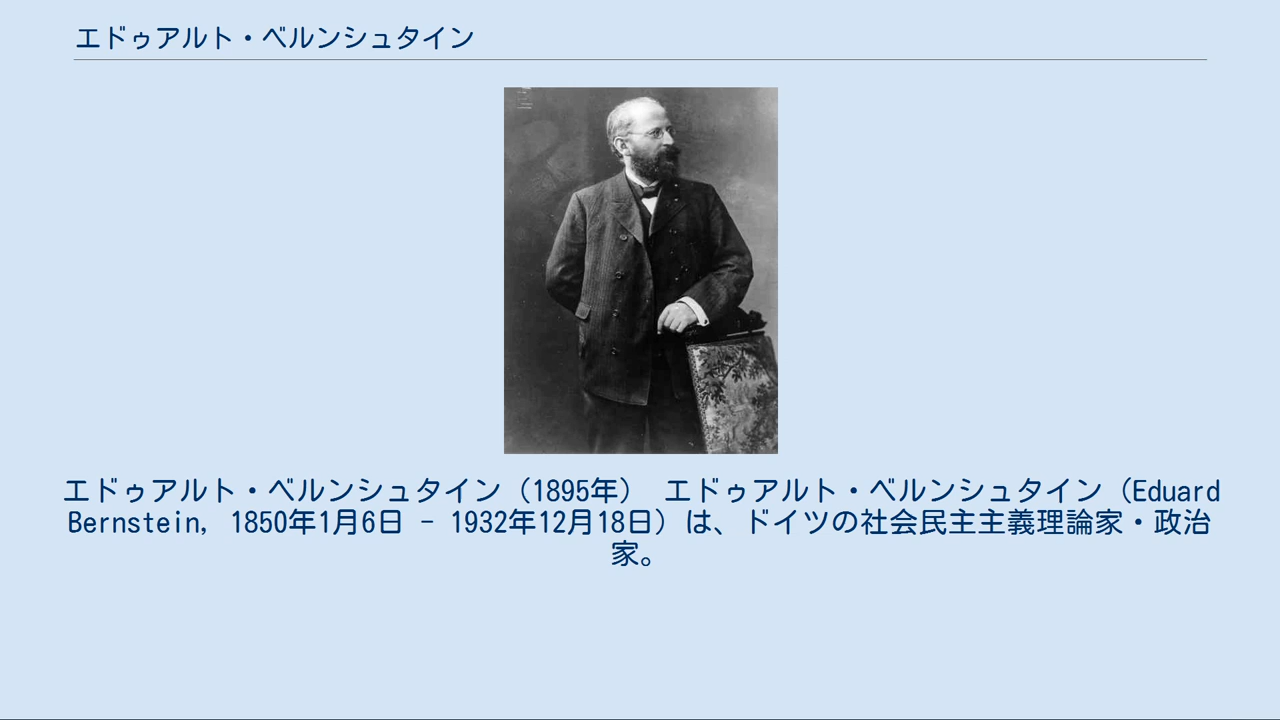 エドゥアルト・ベルンシュタイン
エドゥアルト・ベルンシュタイン（1895年） エドゥアルト・ベルンシュタイン（Eduard
Bernstein, 1850年1月6日 - 1932年12月18日）は、ドイツの社会民主主義理論家・政治
家。